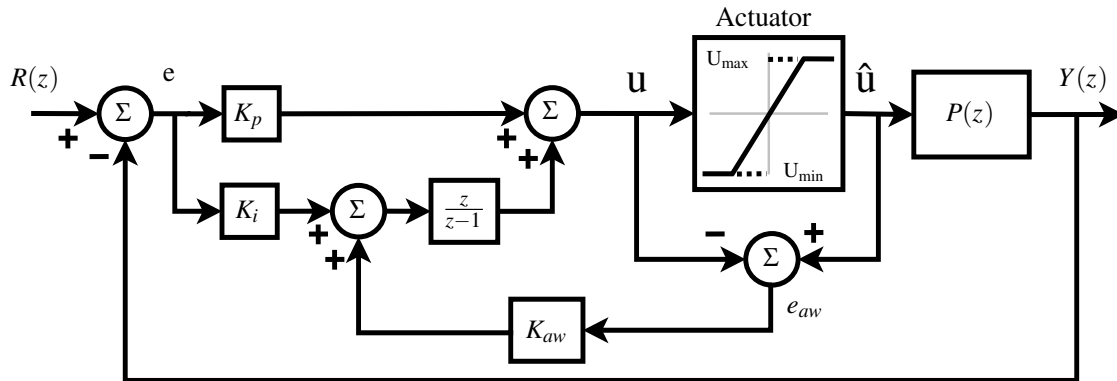 Actuator
R(z)
e
Σ
+
−
K_p
Σ
+
+
u
U_max
U_min
û
P(z)
Y(z)
K_i
Σ
+
+
z/(z−1)
−
Σ
+
e_aw
K_aw